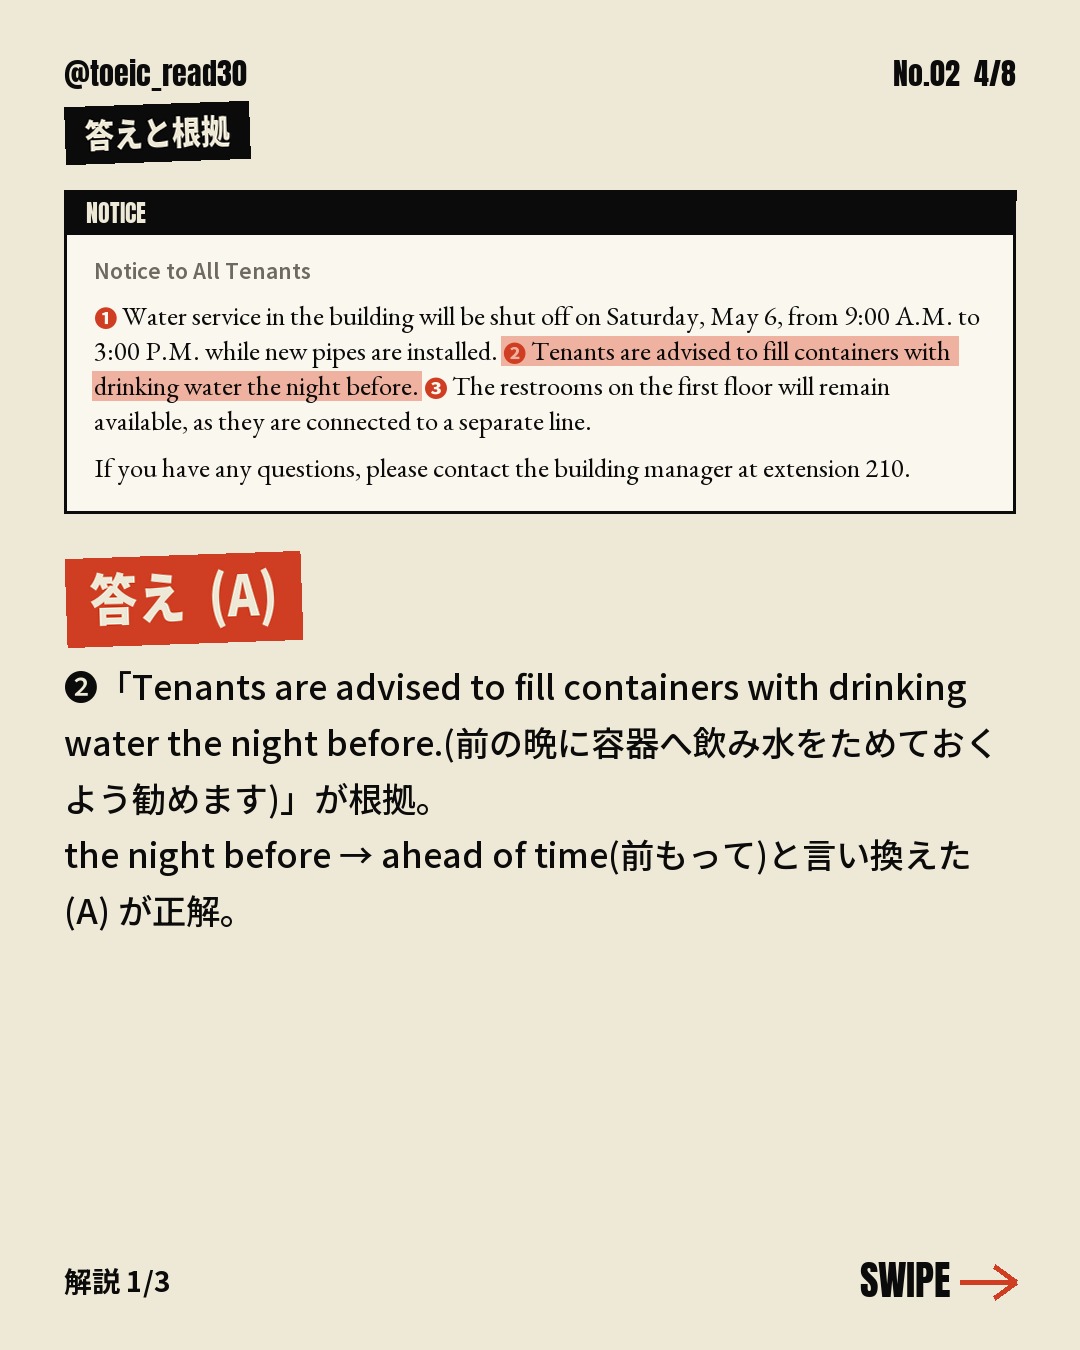 @toeic_read30
No.02 4/8
答えと根拠
NOTICE
Notice to All Tenants
❶ Water service in the building will be shut off on Saturday, May 6, from 9:00 A.M. to
3:00 P.M. while new pipes are installed. ❷ Tenants are advised to fill containers with
drinking water the night before. ❸ The restrooms on the first floor will remain
available, as they are connected to a separate line.
If you have any questions, please contact the building manager at extension 210.
答え (A)
❷「Tenants are advised to fill containers with drinking
water the night before.(前の晩に容器へ飲み水をためておく
よう勧めます)」が根拠。
the night before → ahead of time(前もって)と言い換えた
(A) が正解。
解説 1/3
SWIPE →